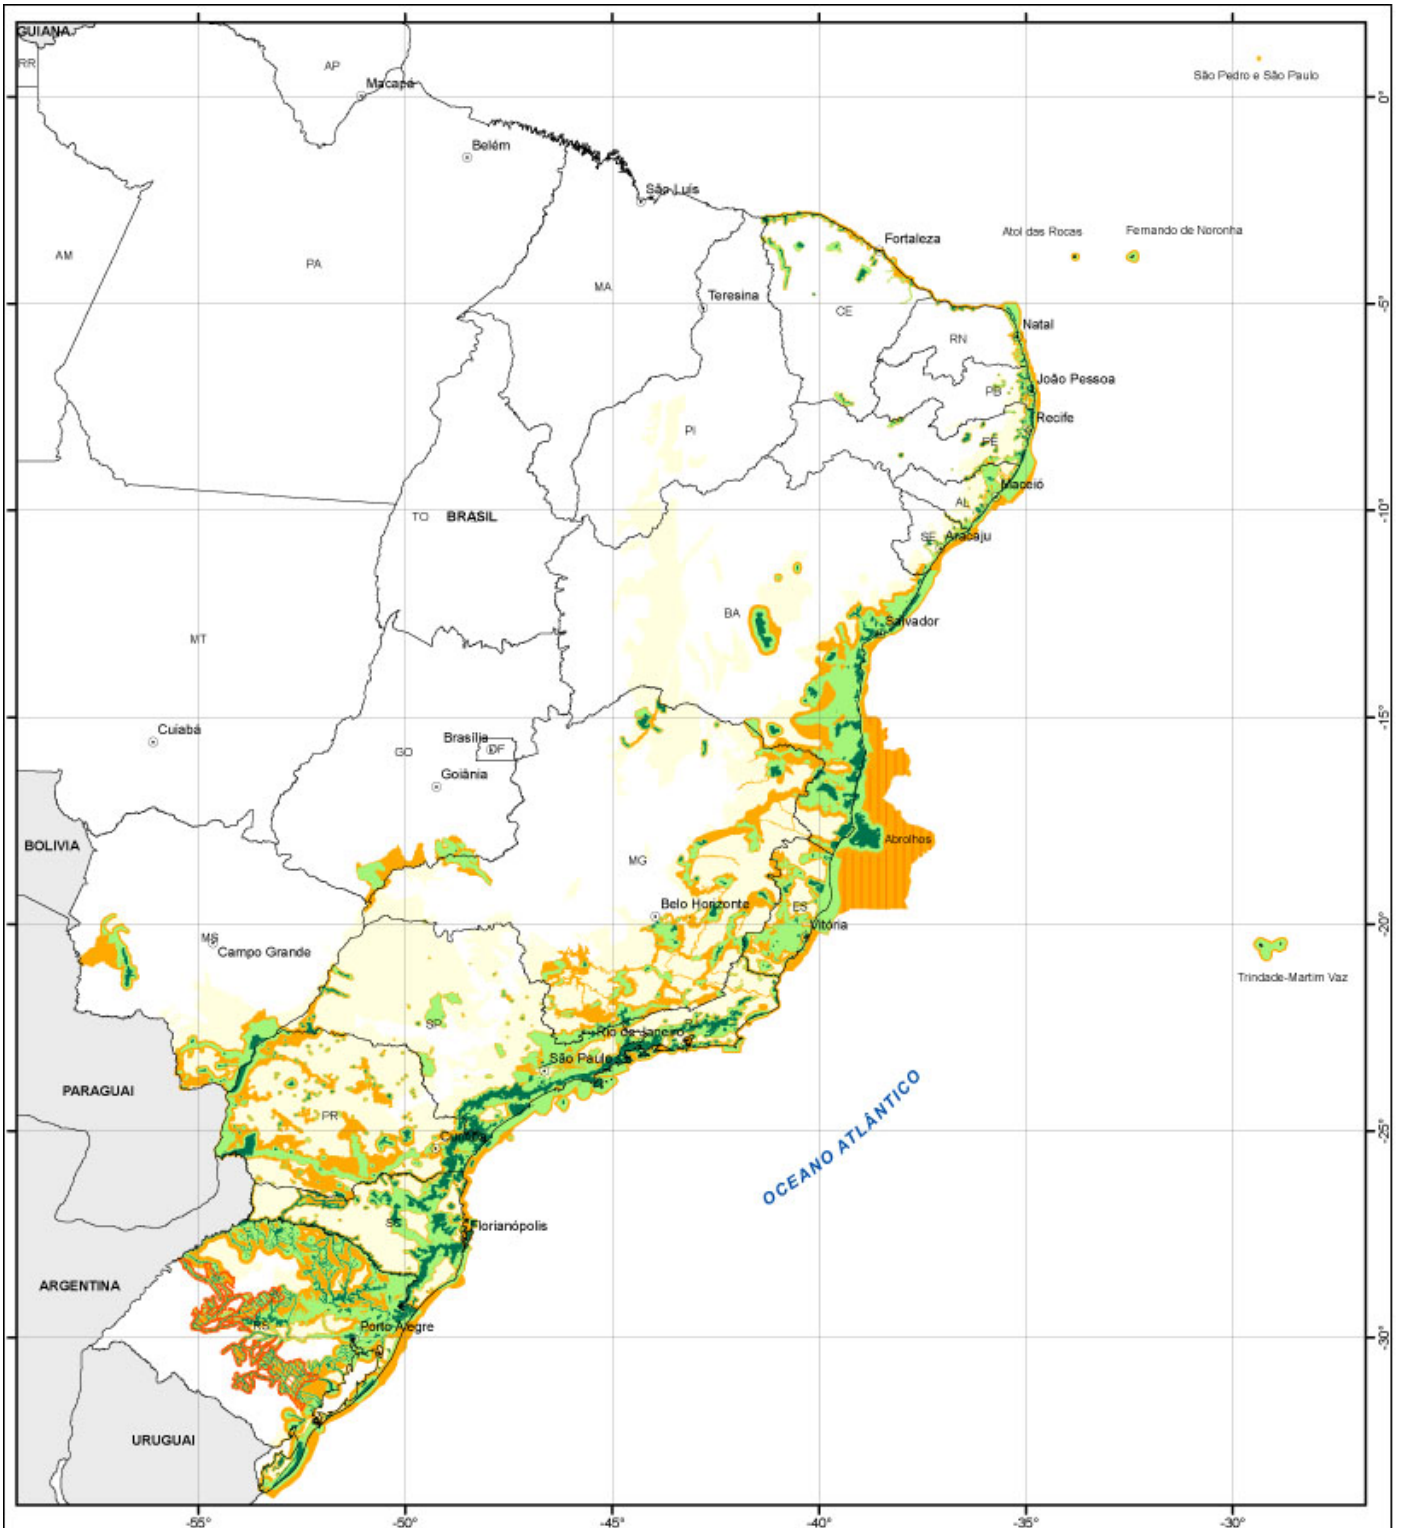 GUIANA
RR
AP
Macapá
São Pedro e São Paulo
0°
Belém
São Luís
Atol das Rocas
Fernando de Noronha
Fortaleza
AM
PA
MA
Teresina
CE
-5°
Natal
RN
João Pessoa
PB
Recife
PI
PE
Maceió
AL
TO
BRASIL
-10°
SE
Aracaju
BA
Salvador
MT
-15°
Cuiabá
Brasília
DF
GO
Goiânia
BOLIVIA
Abrolhos
MG
Belo Horizonte
ES
Vitória
-20°
MS
Campo Grande
Trindade-Martim Vaz
SP
Rio de Janeiro
RJ
São Paulo
PARAGUAI
OCEANO ATLÂNTICO
PR
-25°
Curitiba
SC
Florianópolis
ARGENTINA
RS
Porto Alegre
-30°
URUGUAI
-55°
-50°
-45°
-40°
-35°
-30°